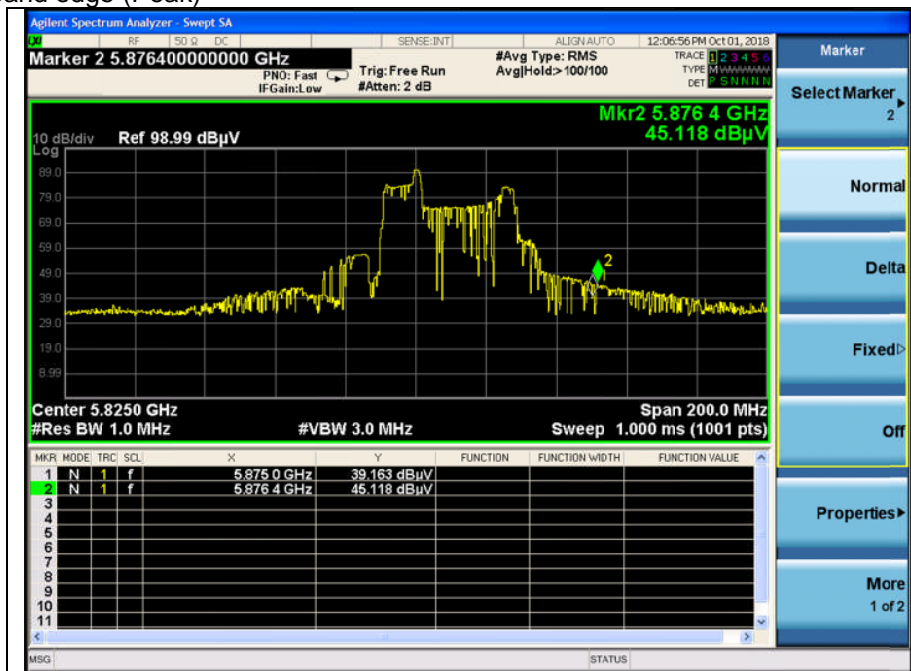 and edge (Peak)
Agilent Spectrum Analyzer - Swept SA
RF 50 Ω DC SENSE:INT ALIGN AUTO 12:06:56 PM Oct 01, 2018
Marker 2 5.876400000000 GHz
PNO: Fast
IFGain:Low
Trig: Free Run
#Atten: 2 dB
#Avg Type: RMS
Avg|Hold:>100/100
TRACE 1 2 3 4 5 6
TYPE M
DET P S N N N N
Mkr2 5.876 4 GHz
45.118 dBµV
10 dB/div Ref 98.99 dBµV
Log
89.0
79.0
69.0
59.0
49.0
39.0
29.0
19.0
8.99
2
Center 5.8250 GHz
Span 200.0 MHz
#Res BW 1.0 MHz #VBW 3.0 MHz Sweep 1.000 ms (1001 pts)
MKR MODE TRC SCL X Y FUNCTION FUNCTION WIDTH FUNCTION VALUE
1 N 1 f 5.875 0 GHz 39.163 dBµV
2 N 1 f 5.876 4 GHz 45.118 dBµV
3
4
5
6
7
8
9
10
11
MSG STATUS
Marker
Select Marker
2
Normal
Delta
Fixed
Off
Properties
More
1 of 2